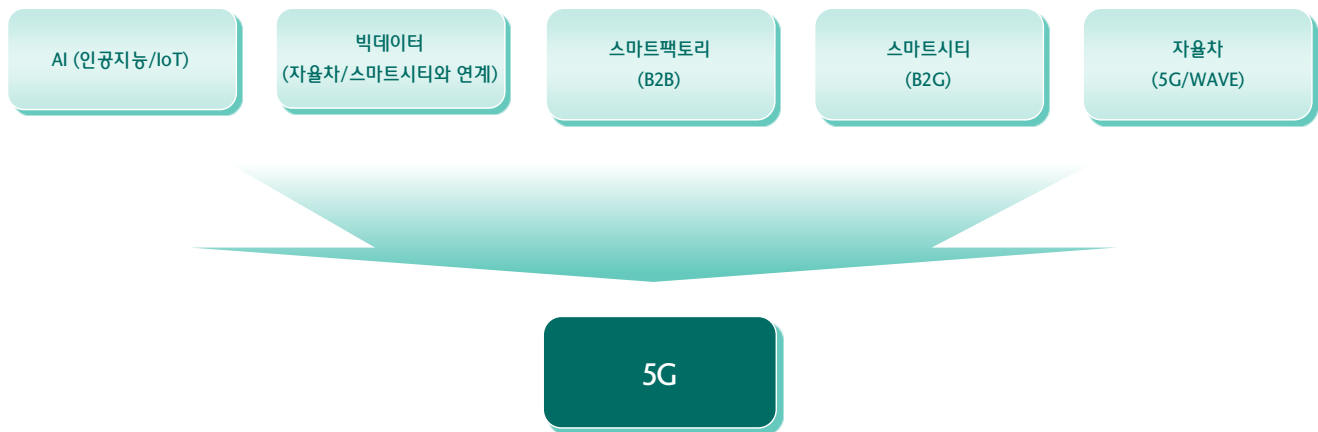 AI (인공지능/IoT)
빅데이터
(자율차/스마트시티와 연계)
스마트팩토리
(B2B)
스마트시티
(B2G)
자율차
(5G/WAVE)
5G